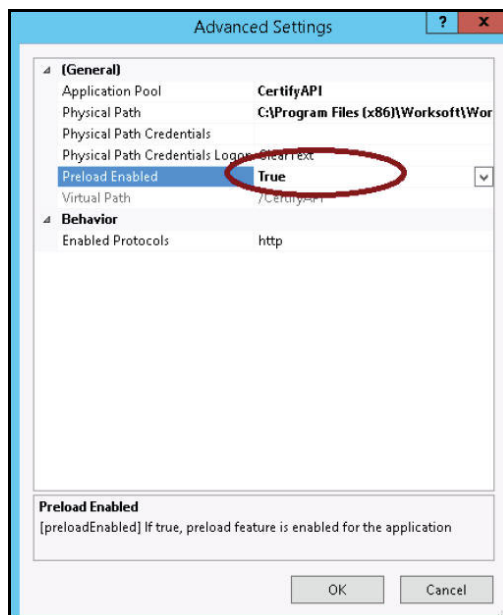 Advanced Settings
? x
(General)
Application Pool CertifyAPI
Physical Path C:\Program Files (x86)\Worksoft\Wor
Physical Path Credentials
Physical Path Credentials Logon ClearText
Preload Enabled True
Virtual Path /CertifyAPI
Behavior
Enabled Protocols http
Preload Enabled
[preloadEnabled] If true, preload feature is enabled for the application
OK Cancel